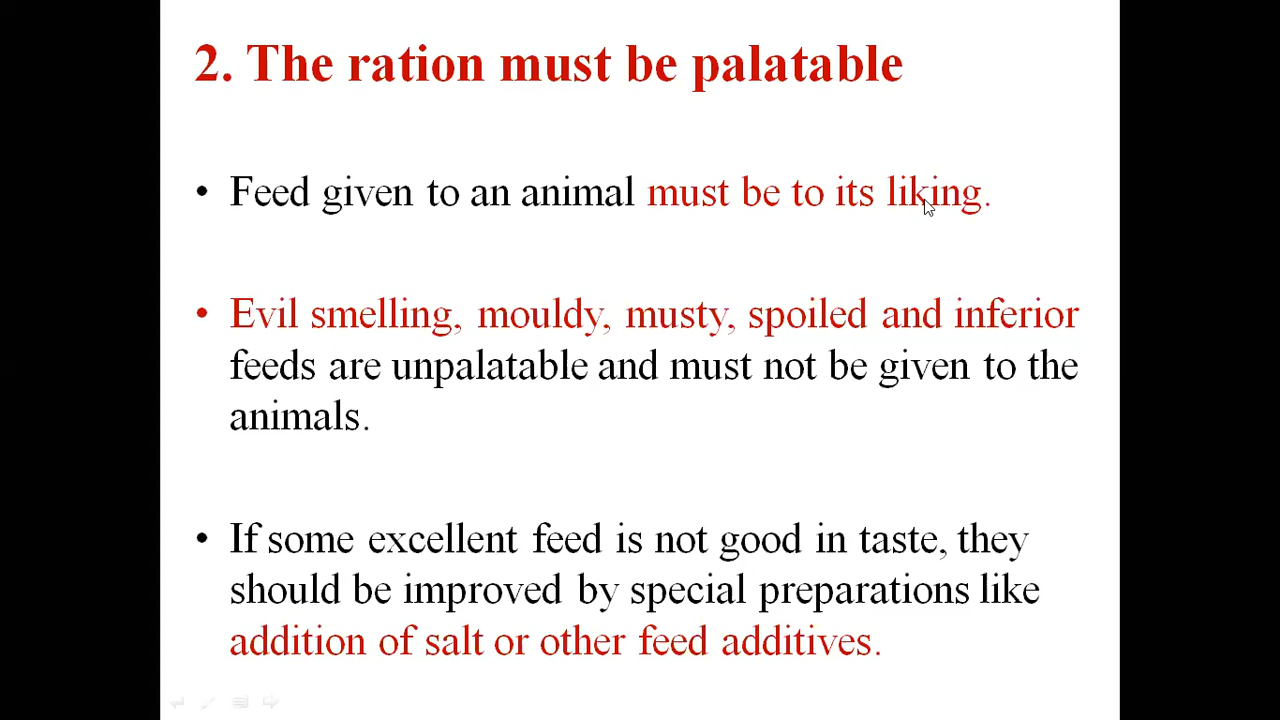 2. The ration must be palatable
• Feed given to an animal must be to its liking.
• Evil smelling, mouldy, musty, spoiled and inferior
feeds are unpalatable and must not be given to the
animals.
• If some excellent feed is not good in taste, they
should be improved by special preparations like
addition of salt or other feed additives.